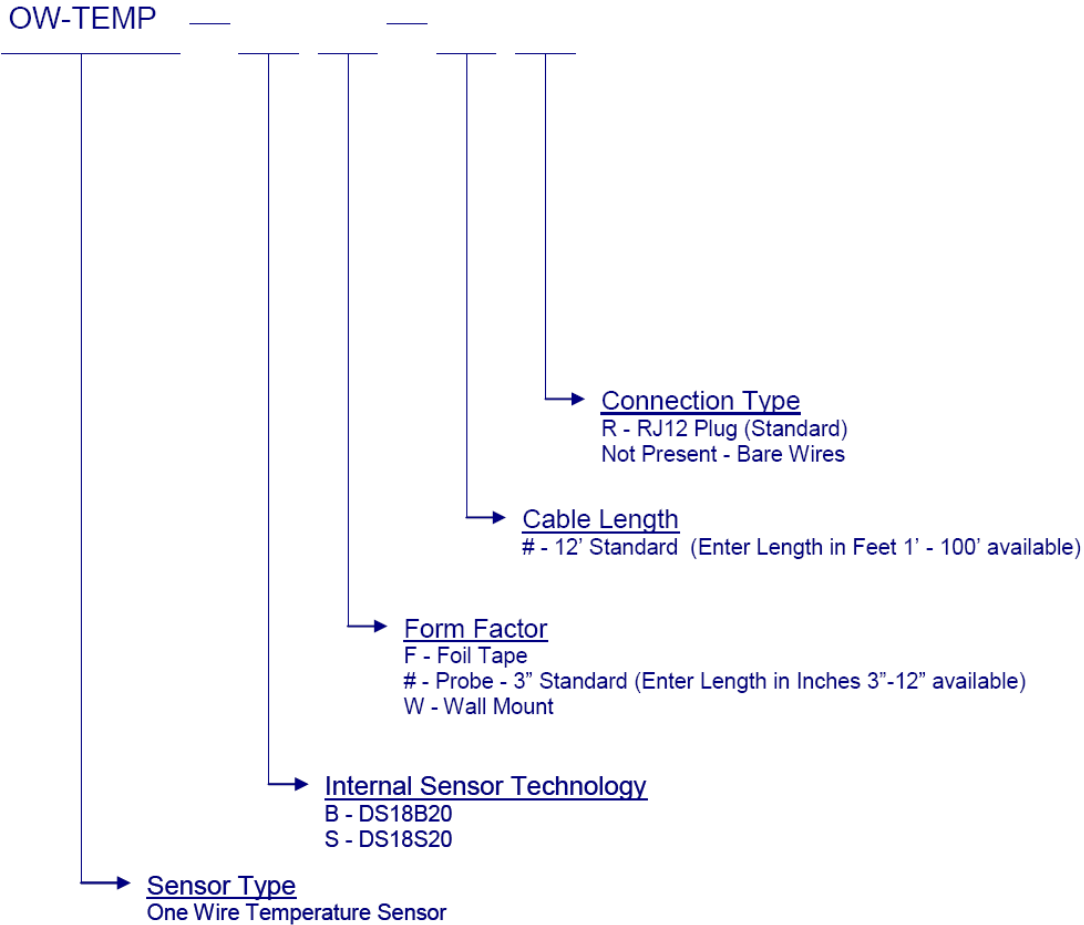 OW-TEMP
Connection Type
R - RJ12 Plug (Standard)
Not Present - Bare Wires
Cable Length
# - 12’ Standard  (Enter Length in Feet 1’ - 100’ available)
Form Factor
F - Foil Tape
# - Probe - 3” Standard (Enter Length in Inches 3”-12” available)
W - Wall Mount
Internal Sensor Technology
B - DS18B20
S - DS18S20
Sensor Type
One Wire Temperature Sensor